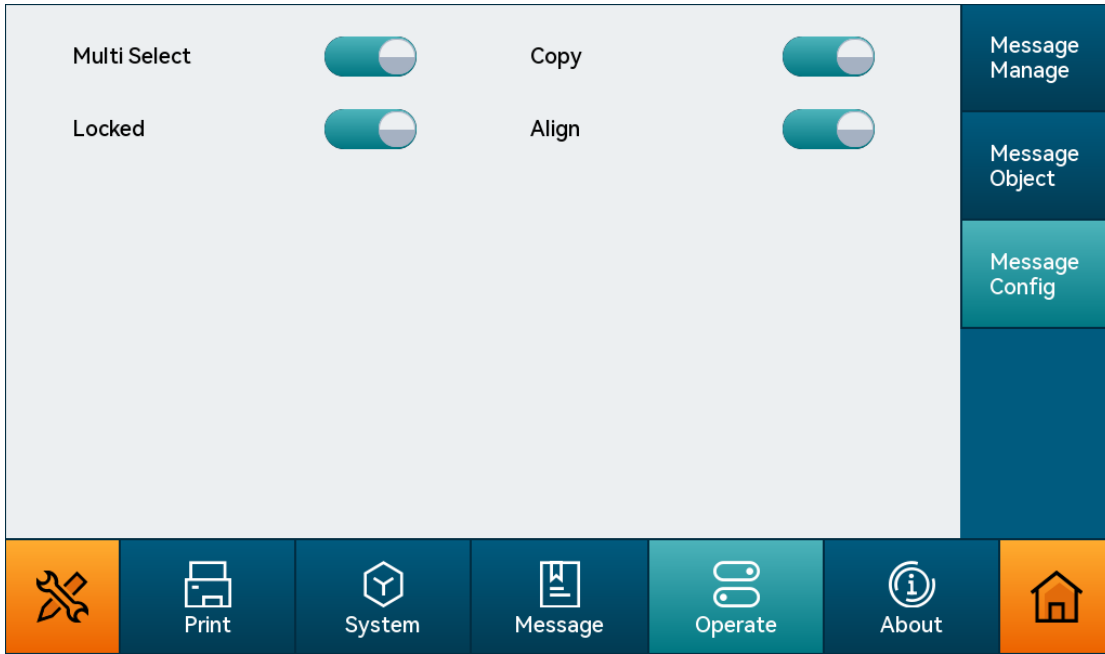 Multi Select
Copy
Locked
Align
Message
Manage
Message
Object
Message
Config
Print
System
Message
Operate
About